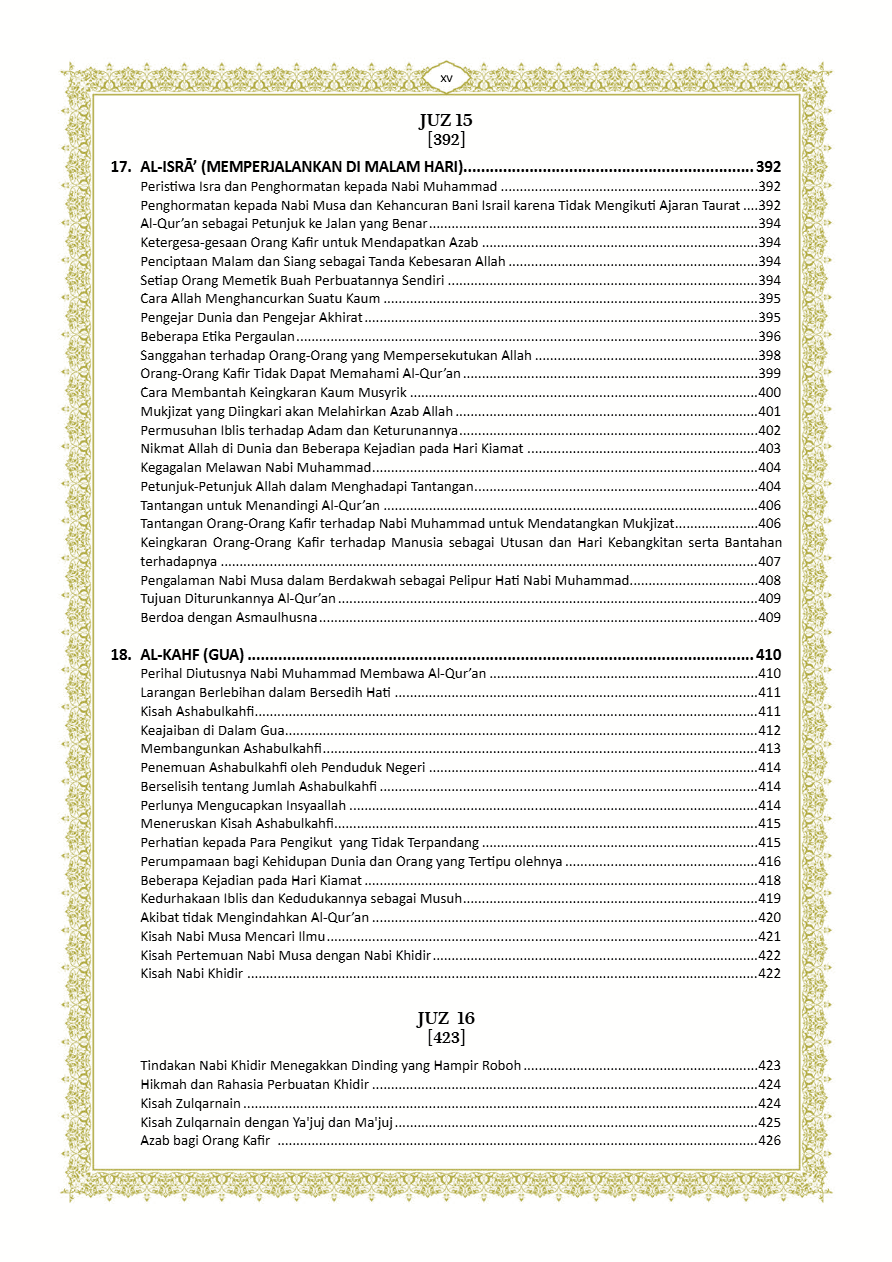 xv
JUZ 15
[392]
17. AL-ISRĀ’ (MEMPERJALANKAN DI MALAM HARI)................................................................ 392
Peristiwa Isra dan Penghormatan kepada Nabi Muhammad ............................................................392
Penghormatan kepada Nabi Musa dan Kehancuran Bani Israil karena Tidak Mengikuti Ajaran Taurat ....392
Al-Qur’an sebagai Petunjuk ke Jalan yang Benar............................................................394
Ketergesa-gesaan Orang Kafir untuk Mendapatkan Azab ............................................................394
Penciptaan Malam dan Siang sebagai Tanda Kebesaran Allah ............................................................394
Setiap Orang Memetik Buah Perbuatannya Sendiri ............................................................394
Cara Allah Menghancurkan Suatu Kaum ............................................................395
Pengejar Dunia dan Pengejar Akhirat............................................................395
Beberapa Etika Pergaulan............................................................396
Sanggahan terhadap Orang-Orang yang Mempersekutukan Allah ............................................................398
Orang-Orang Kafir Tidak Dapat Memahami Al-Qur’an............................................................399
Cara Membantah Keingkaran Kaum Musyrik ............................................................400
Mukjizat yang Diingkari akan Melahirkan Azab Allah............................................................401
Permusuhan Iblis terhadap Adam dan Keturunannya............................................................402
Nikmat Allah di Dunia dan Beberapa Kejadian pada Hari Kiamat ............................................................403
Kegagalan Melawan Nabi Muhammad............................................................404
Petunjuk-Petunjuk Allah dalam Menghadapi Tantangan............................................................404
Tantangan untuk Menandingi Al-Qur’an ............................................................406
Tantangan Orang-Orang Kafir terhadap Nabi Muhammad untuk Mendatangkan Mukjizat.....................406
Keingkaran Orang-Orang Kafir terhadap Manusia sebagai Utusan dan Hari Kebangkitan serta Bantahan
terhadapnya ............................................................407
Pengalaman Nabi Musa dalam Berdakwah sebagai Pelipur Hati Nabi Muhammad..............................408
Tujuan Diturunkannya Al-Qur’an............................................................409
Berdoa dengan Asmaulhusna............................................................409
18. AL-KAHF (GUA) ............................................................ 410
Perihal Diutusnya Nabi Muhammad Membawa Al-Qur’an ............................................................410
Larangan Berlebihan dalam Bersedih Hati ............................................................411
Kisah Ashabulkahfi............................................................411
Keajaiban di Dalam Gua............................................................412
Membangunkan Ashabulkahfi............................................................413
Penemuan Ashabulkahfi oleh Penduduk Negeri ............................................................414
Berselisih tentang Jumlah Ashabulkahfi ............................................................414
Perlunya Mengucapkan Insyaallah ............................................................414
Meneruskan Kisah Ashabulkahfi............................................................415
Perhatian kepada Para Pengikut yang Tidak Terpandang ............................................................415
Perumpamaan bagi Kehidupan Dunia dan Orang yang Tertipu olehnya ..............................................416
Beberapa Kejadian pada Hari Kiamat ............................................................418
Kedurhakaan Iblis dan Kedudukannya sebagai Musuh............................................................419
Akibat tidak Mengindahkan Al-Qur’an ............................................................420
Kisah Nabi Musa Mencari Ilmu............................................................421
Kisah Pertemuan Nabi Musa dengan Nabi Khidir............................................................422
Kisah Nabi Khidir ............................................................422
JUZ 16
[423]
Tindakan Nabi Khidir Menegakkan Dinding yang Hampir Roboh............................................................423
Hikmah dan Rahasia Perbuatan Khidir ............................................................424
Kisah Zulqarnain............................................................424
Kisah Zulqarnain dengan Ya'juj dan Ma'juj............................................................425
Azab bagi Orang Kafir ............................................................426